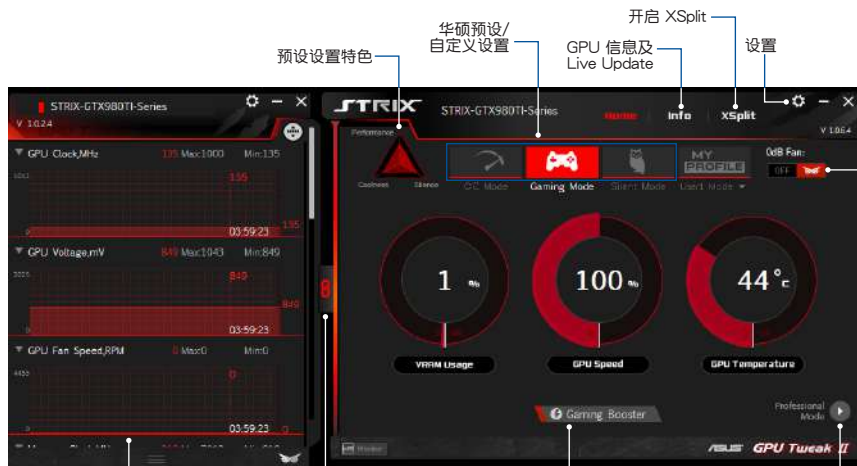 开启 XSplit
华硕预设/
自定义设置
GPU 信息及
Live Update
设置
预设设置特色
STRIX-GTX980TI-Series
V 1.0.2.4
GPU Clock,MHz 135 Max:1000 Min:135
135
135
0
03:59:23
GPU Voltage,mV 849 Max:1043 Min:849
849
849
03:59:23
GPU Fan Speed,RPM 0 Max:0 Min:0
0
03:59:23
0
STRIX
STRIX-GTX980TI-Series
Home
Info
XSplit
V 1.0.6.4
Performance
Coolness
Silence
OC Mode
Gaming Mode
Silent Mode
MY
PROFILE
User1 Mode
0dB Fan:
OFF
1 %
VRAM Usage
100 %
GPU Speed
44°c
GPU Temperature
Gaming Booster
Professional
Mode
Monitor
ASUS GPU Tweak II